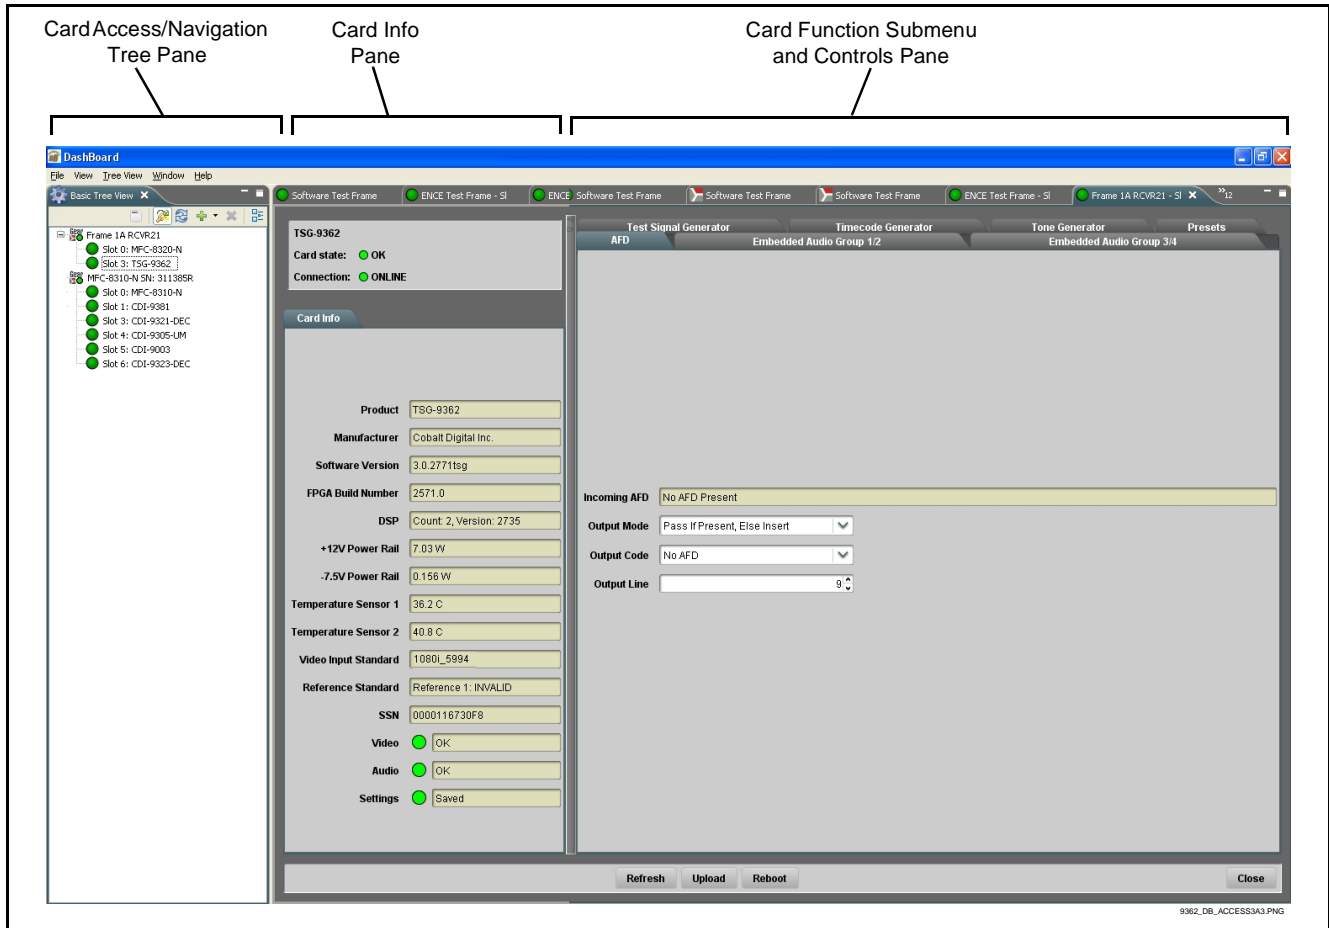 Card Access/Navigation
Tree Pane
Card Info
Pane
Card Function Submenu
and Controls Pane
DashBoard
File View Tree View Window Help
Basic Tree View
Software Test Frame
ENCE Test Frame - Sl
ENCE
Software Test Frame
Software Test Frame
Software Test Frame
ENCE Test Frame - Sl
Frame 1A RCVR21 - Sl
»12
Frame 1A RCVR21
Slot 0: MFC-8320-N
Slot 3: TSG-9362
MFC-8310-N SN: 311385R
Slot 0: MFC-8310-N
Slot 1: CDI-9381
Slot 3: CDI-9321-DEC
Slot 4: CDI-9305-UM
Slot 5: CDI-9003
Slot 6: CDI-9323-DEC
TSG-9362
Card state: OK
Connection: ONLINE
Card Info
Product TSG-9362
Manufacturer Cobalt Digital Inc.
Software Version 3.0.2771tsg
FPGA Build Number 2571.0
DSP Count: 2, Version: 2735
+12V Power Rail 7.03 W
-7.5V Power Rail 0.156 W
Temperature Sensor 1 36.2 C
Temperature Sensor 2 40.8 C
Video Input Standard 1080i_5994
Reference Standard Reference 1: INVALID
SSN 0000116730F8
Video OK
Audio OK
Settings Saved
Test Signal Generator Timecode Generator Tone Generator Presets
AFD Embedded Audio Group 1/2 Embedded Audio Group 3/4
Incoming AFD No AFD Present
Output Mode Pass If Present, Else Insert
Output Code No AFD
Output Line 9
Refresh Upload Reboot Close
9362_DB_ACCESS3A3.PNG